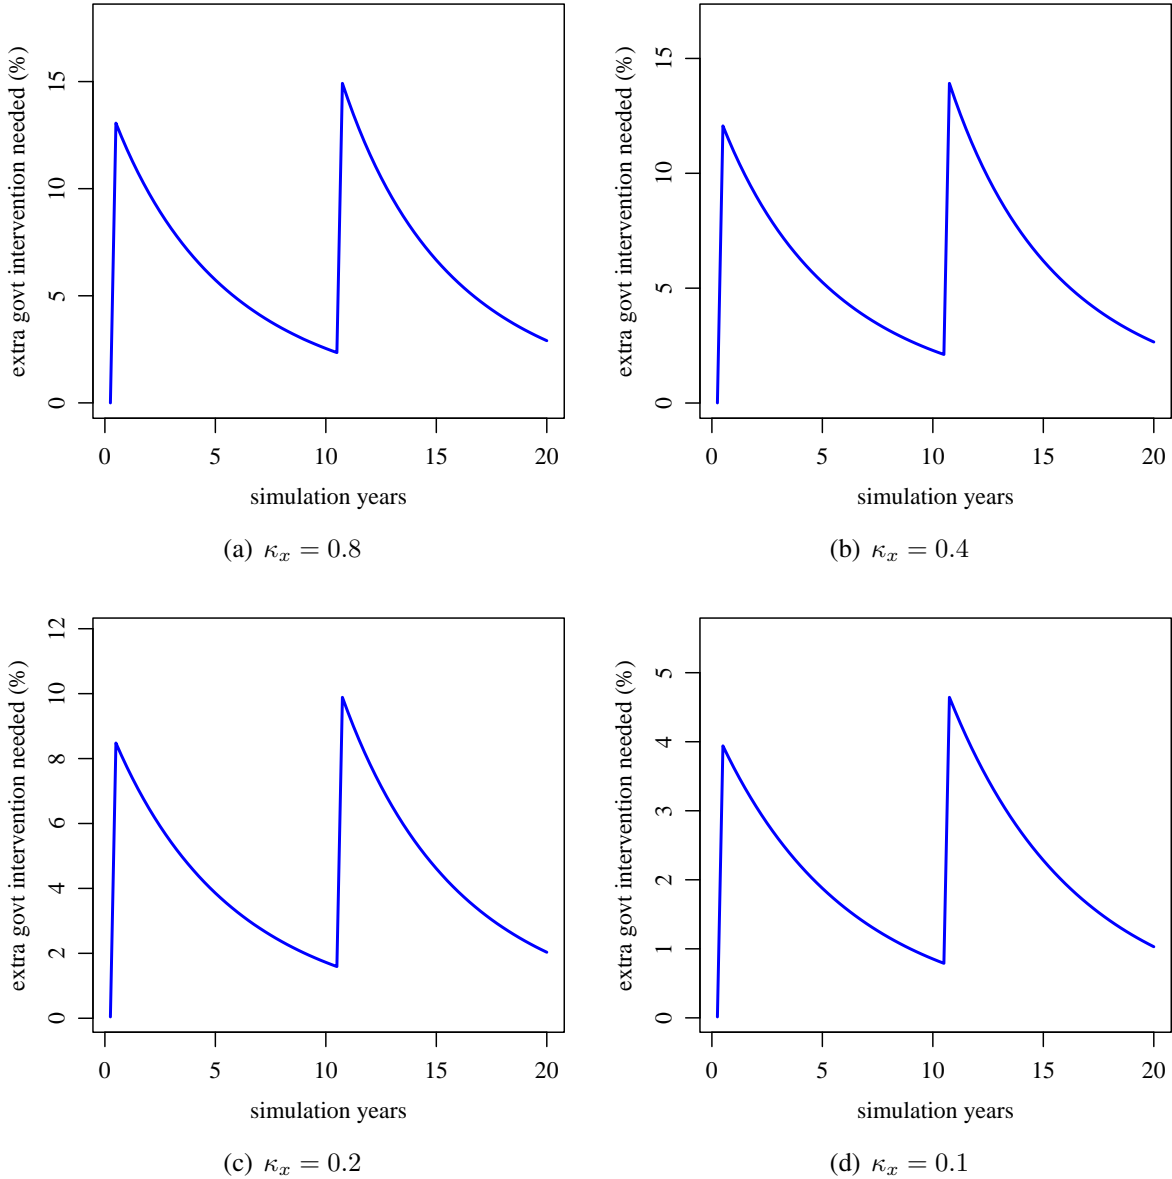 extra govt intervention needed (%)
15
10
5
0
0 5 10 15 20
simulation years
(a) κx = 0.8
extra govt intervention needed (%)
15
10
5
0
0 5 10 15 20
simulation years
(b) κx = 0.4
extra govt intervention needed (%)
12
10
8
6
4
2
0
0 5 10 15 20
simulation years
(c) κx = 0.2
extra govt intervention needed (%)
5
4
3
2
1
0
0 5 10 15 20
simulation years
(d) κx = 0.1